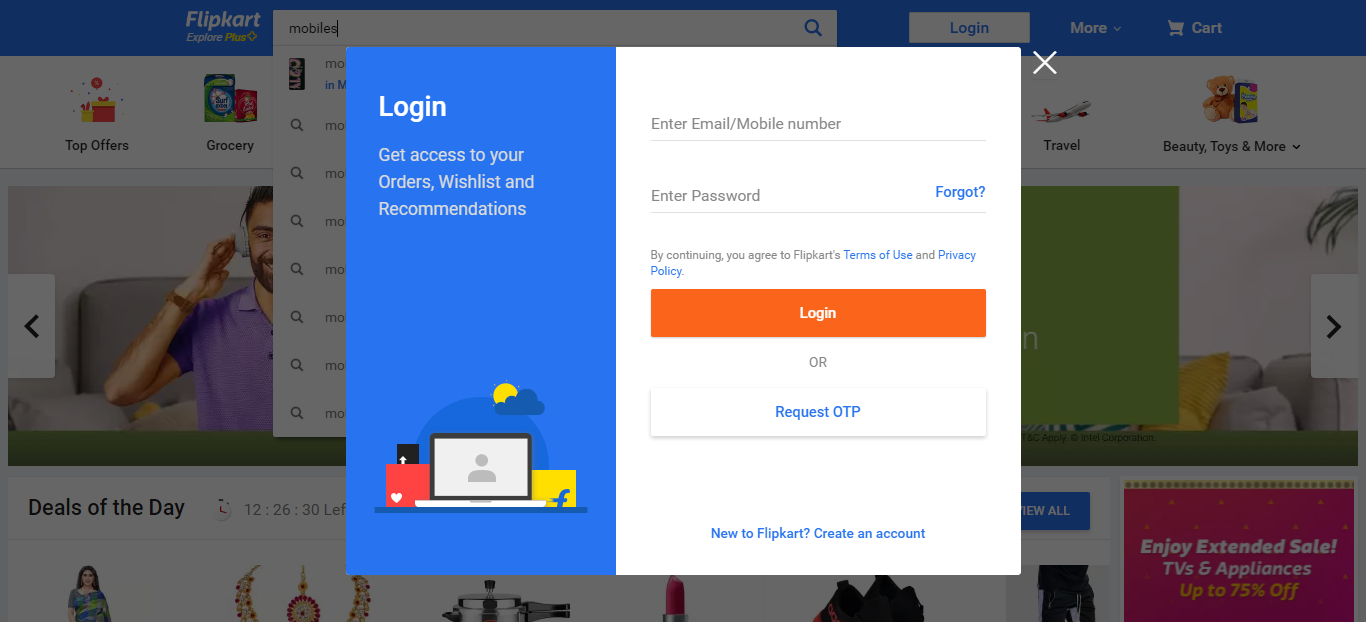 Flipkart
Explore Plus
mobiles
Login
More
Cart
mo
in M
mo
mo
mo
mo
mo
mo
mo
Top Offers
Grocery
Travel
Beauty, Toys & More
Login
Get access to your
Orders, Wishlist and
Recommendations
Enter Email/Mobile number
Enter Password
Forgot?
By continuing, you agree to Flipkart's Terms of Use and Privacy
Policy.
Login
OR
Request OTP
New to Flipkart? Create an account
n
T&C Apply. © Intel Corporation
Deals of the Day
12 : 26 : 30 Lef
VIEW ALL
Enjoy Extended Sale!
TVs & Appliances
Up to 75% Off